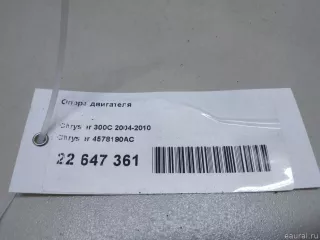 Опора двигателя
Chrysler 300C 2004-2010
Chrysler 4578190AC
22 647 361
© eaural.ru